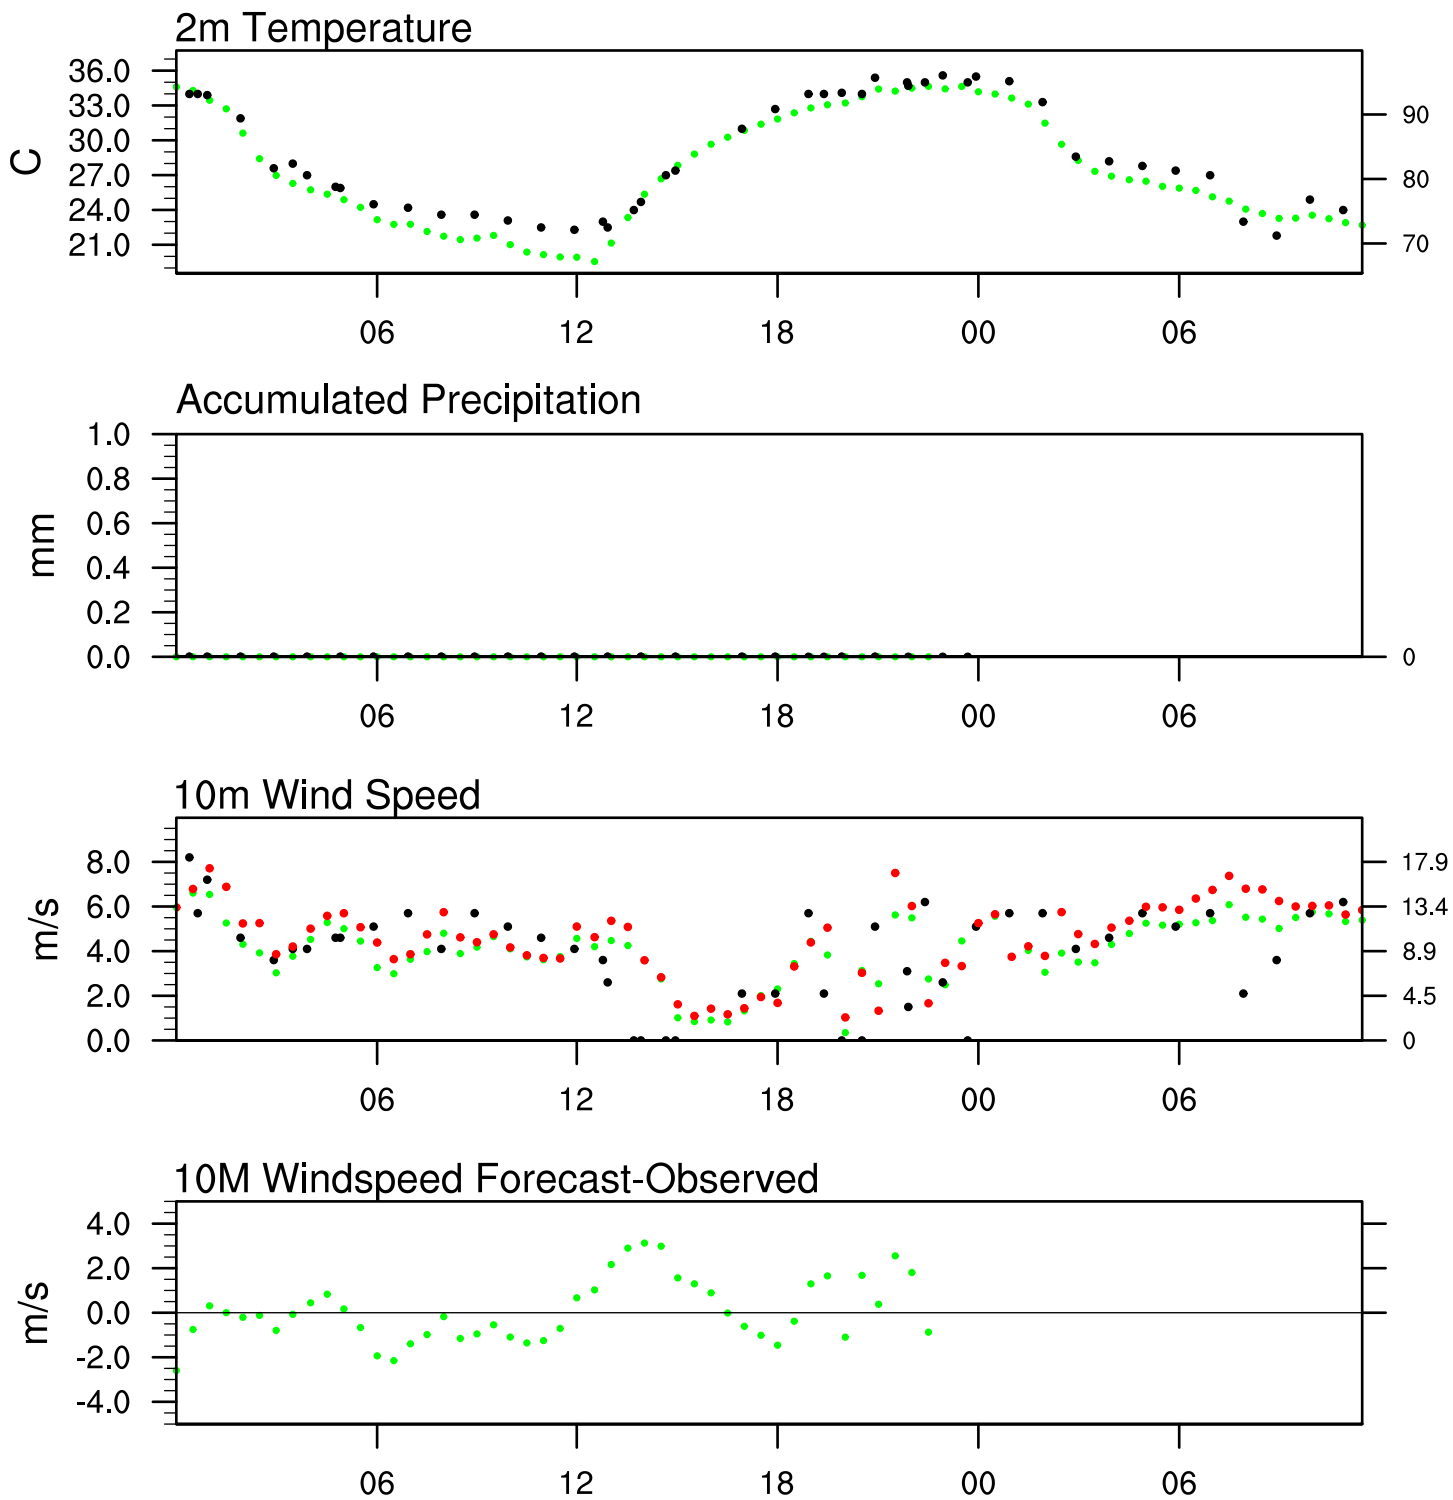 2m Temperature
36.0
33.0
30.0
27.0
24.0
21.0
C
90
80
70
06 12 18 00 06
Accumulated Precipitation
1.0
0.8
0.6
0.4
0.2
0.0
mm
0
06 12 18 00 06
10m Wind Speed
8.0
6.0
4.0
2.0
0.0
m/s
17.9
13.4
8.9
4.5
0
06 12 18 00 06
10M Windspeed Forecast-Observed
4.0
2.0
0.0
-2.0
-4.0
m/s
06 12 18 00 06